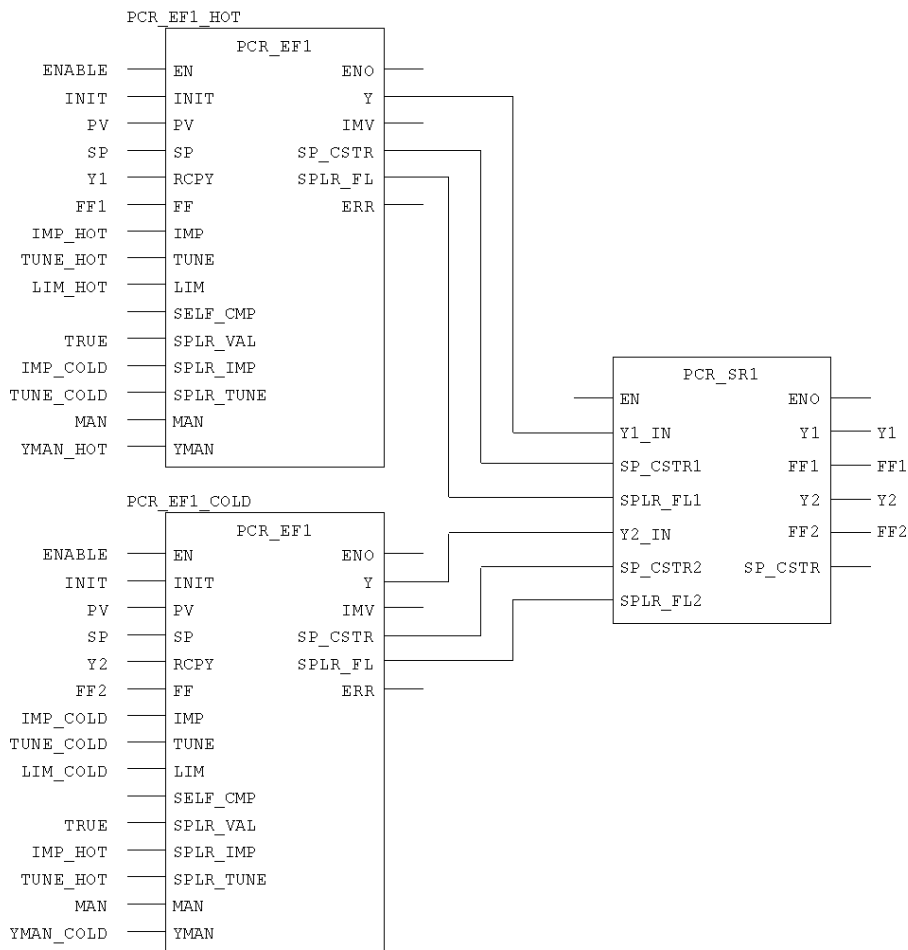 PCR_EF1_HOT
PCR_EF1
ENABLE EN ENO
INIT INIT Y
PV PV IMV
SP SP SP_CSTR
Y1 RCPY SPLR_FL
FF1 FF ERR
IMP_HOT IMP
TUNE_HOT TUNE
LIM_HOT LIM
SELF_CMP
TRUE SPLR_VAL
IMP_COLD SPLR_IMP
TUNE_COLD SPLR_TUNE
MAN MAN
YMAN_HOT YMAN
PCR_SR1
EN ENO
Y1_IN Y1 Y1
SP_CSTR1 FF1 FF1
SPLR_FL1 Y2 Y2
Y2_IN FF2 FF2
SP_CSTR2 SP_CSTR
SPLR_FL2
PCR_EF1_COLD
PCR_EF1
ENABLE EN ENO
INIT INIT Y
PV PV IMV
SP SP SP_CSTR
Y2 RCPY SPLR_FL
FF2 FF ERR
IMP_COLD IMP
TUNE_COLD TUNE
LIM_COLD LIM
SELF_CMP
TRUE SPLR_VAL
IMP_HOT SPLR_IMP
TUNE_HOT SPLR_TUNE
MAN MAN
YMAN_COLD YMAN